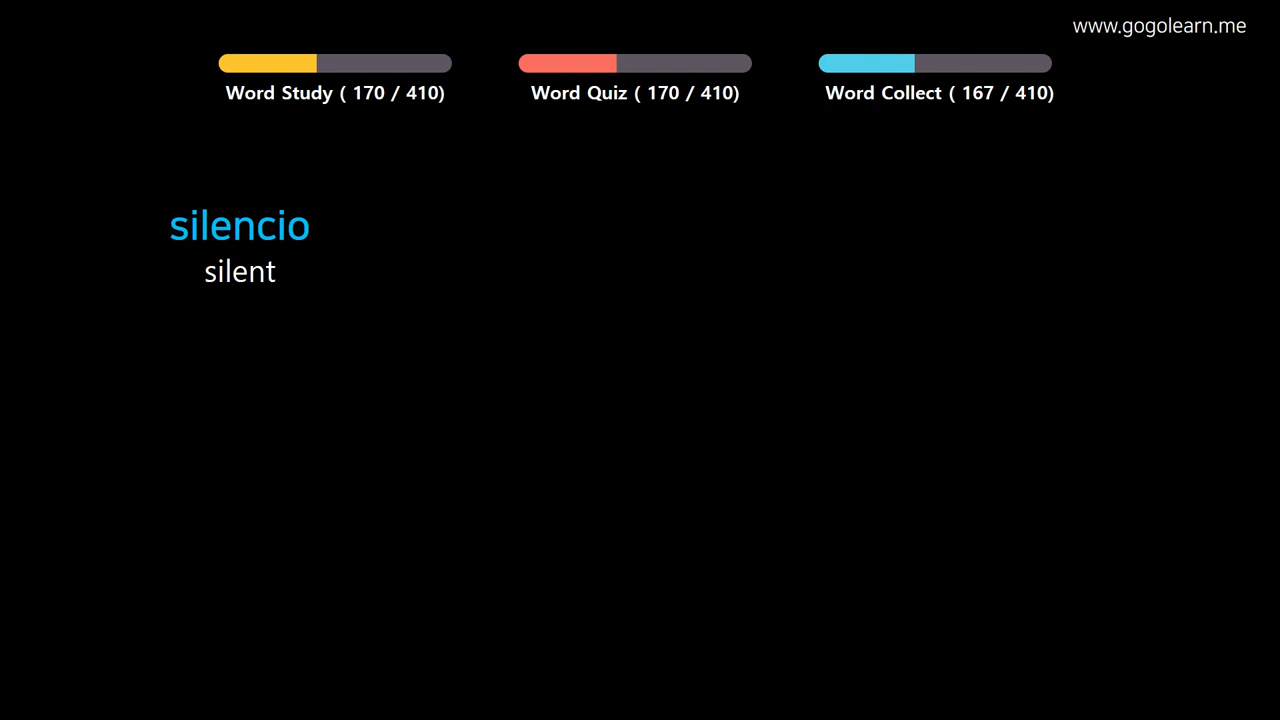 www.gogolearn.me
Word Study ( 170 / 410)
Word Quiz ( 170 / 410)
Word Collect ( 167 / 410)
silencio
silent